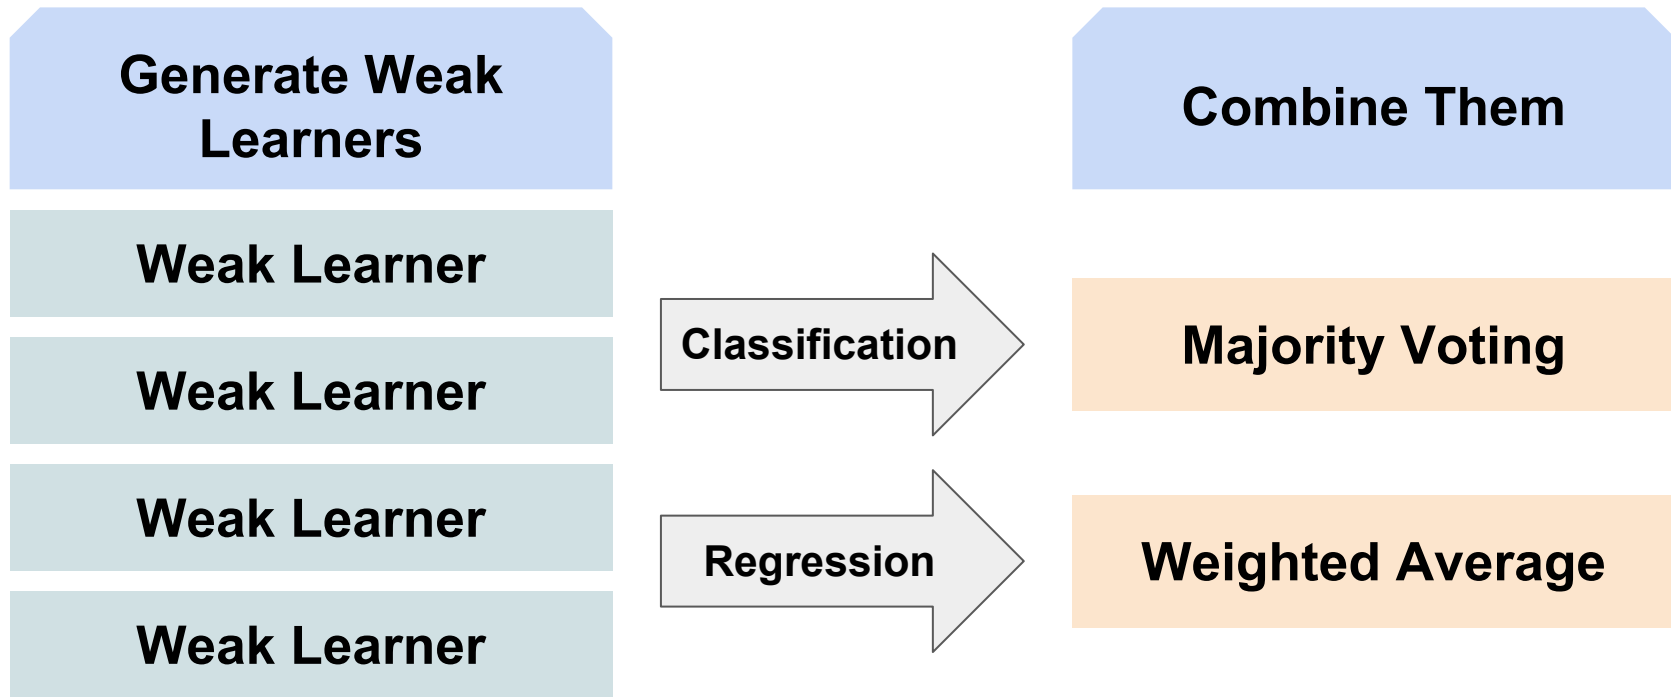 Generate Weak
Learners
Weak Learner
Weak Learner
Weak Learner
Weak Learner
Classification
Regression
Combine Them
Majority Voting
Weighted Average